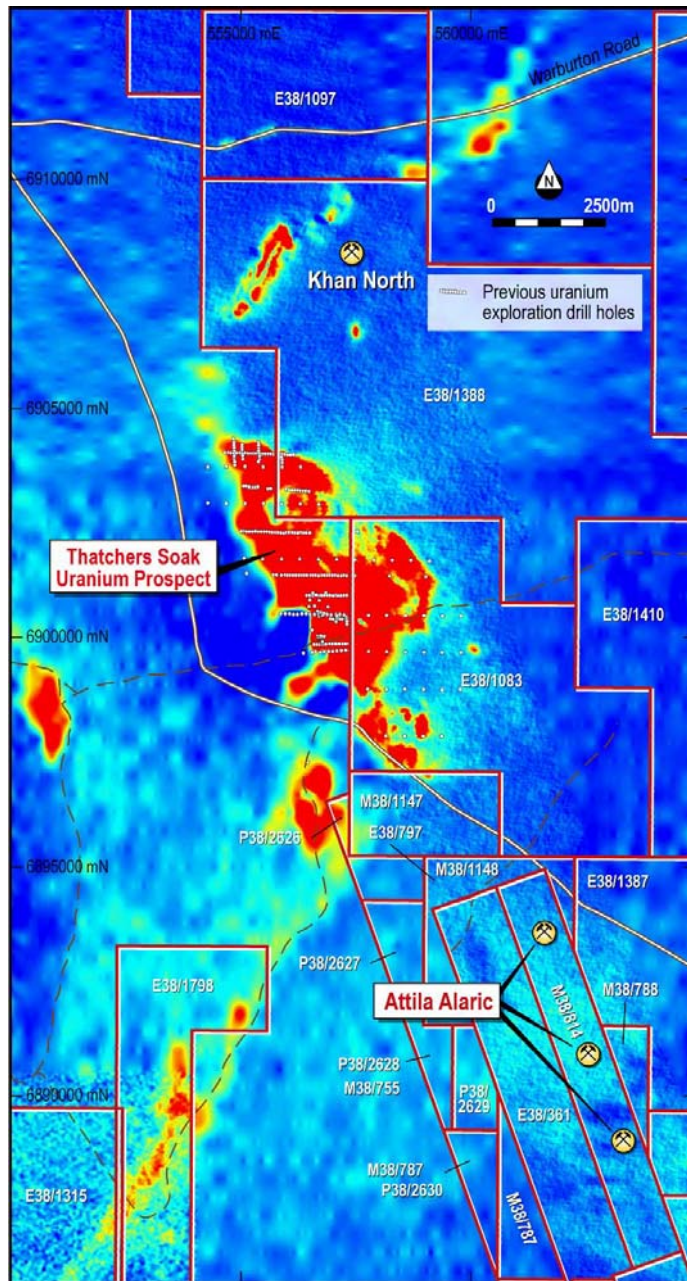 555000 mE
560000 mE
Warburton Road
E38/1097
6910000 mN
N
0
2500m
Khan North
Previous uranium
exploration drill holes
E38/1388
6905000 mN
Thatchers Soak
Uranium Prospect
E38/1410
6900000 mN
E38/1083
M38/1147
P38/2626
E38/797
6895000 mN
M38/1148
E38/1387
P38/2627
E38/1798
M38/788
Attila Alaric
M38/814
P38/2628
M38/755
P38/
2629
6890000 mN
E38/361
E38/1315
M38/787
P38/2630
M38/787